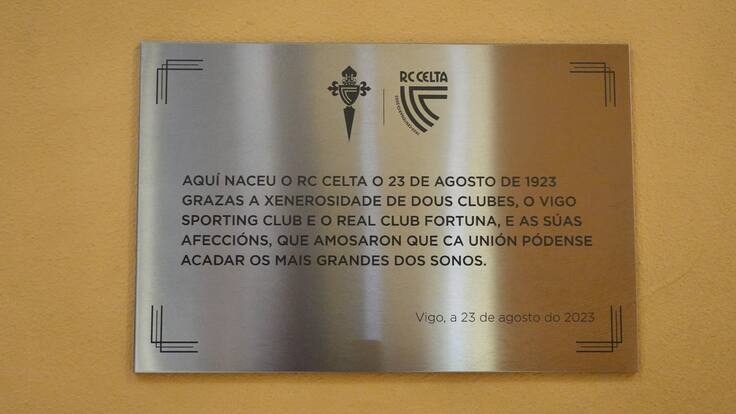 RC CELTA
AQUÍ NACEU O RC CELTA O 23 DE AGOSTO DE 1923
GRAZAS A XENEROSIDADE DE DOUS CLUBES, O VIGO
SPORTING CLUB E O REAL CLUB FORTUNA, E AS SÚAS
AFECCIÓNS, QUE AMOSARON QUE CA UNIÓN PÓDENSE
ACADAR OS MAIS GRANDES DOS SONOS.
Vigo, a 23 de agosto do 2023